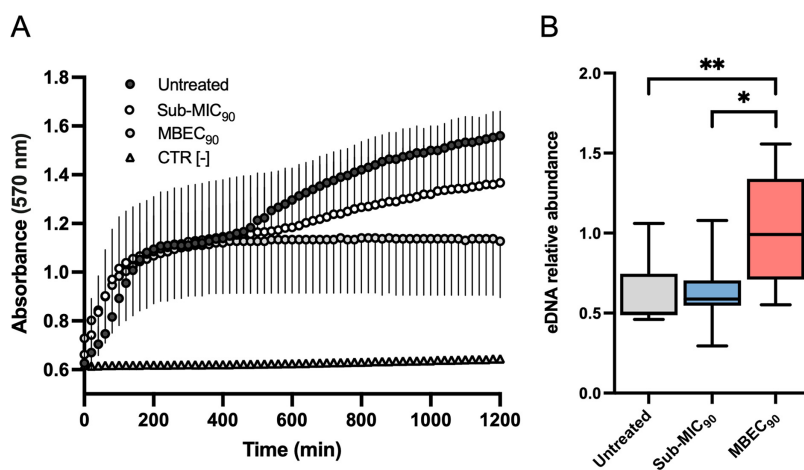 A
1.8
1.6
1.4
1.2
1.0
0.8
0.6
Absorbance (570 nm)
Untreated
Sub-MIC₉₀
MBEC₉₀
CTR [-]
0
200
400
600
800
1000
1200
Time (min)
B
2.0
1.5
1.0
0.5
0.0
eDNA relative abundance
**
*
Untreated
Sub-MIC₉₀
MBEC₉₀